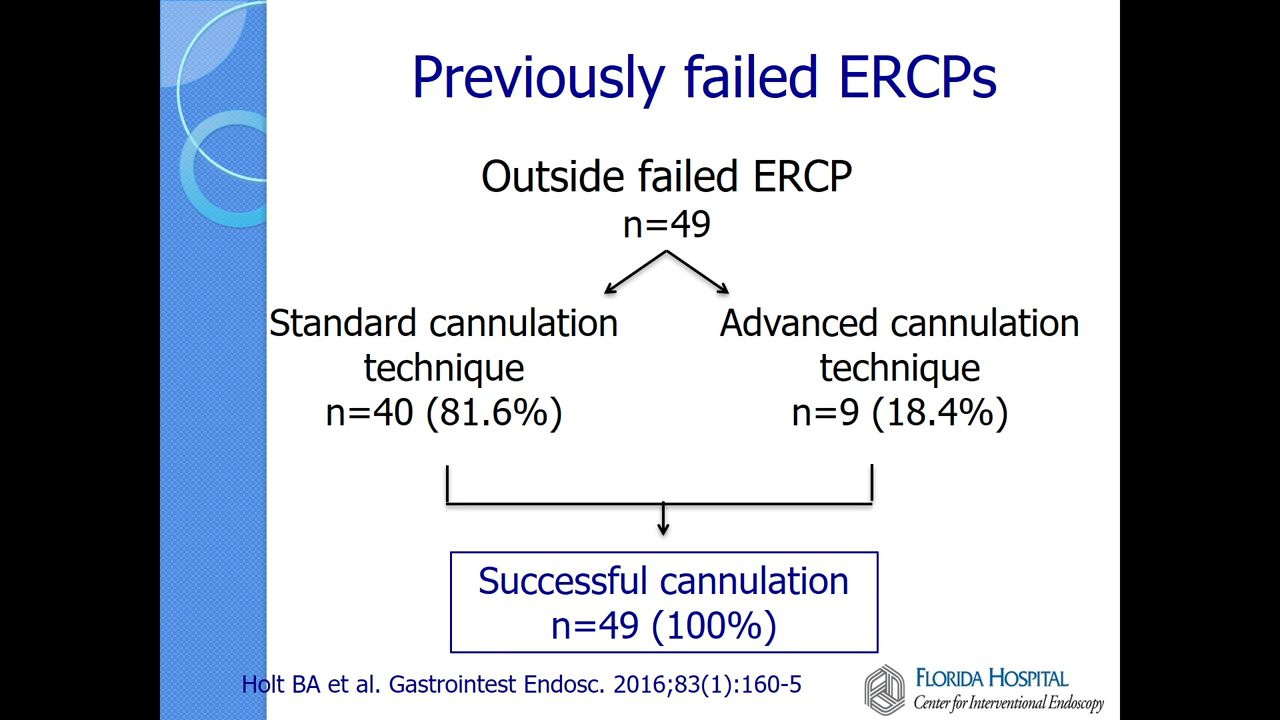 Previously failed ERCPs
Outside failed ERCP
n=49
Standard cannulation
technique
n=40 (81.6%)
Advanced cannulation
technique
n=9 (18.4%)
Successful cannulation
n=49 (100%)
Holt BA et al. Gastrointest Endosc. 2016;83(1):160-5
FLORIDA HOSPITAL
Center for Interventional Endoscopy